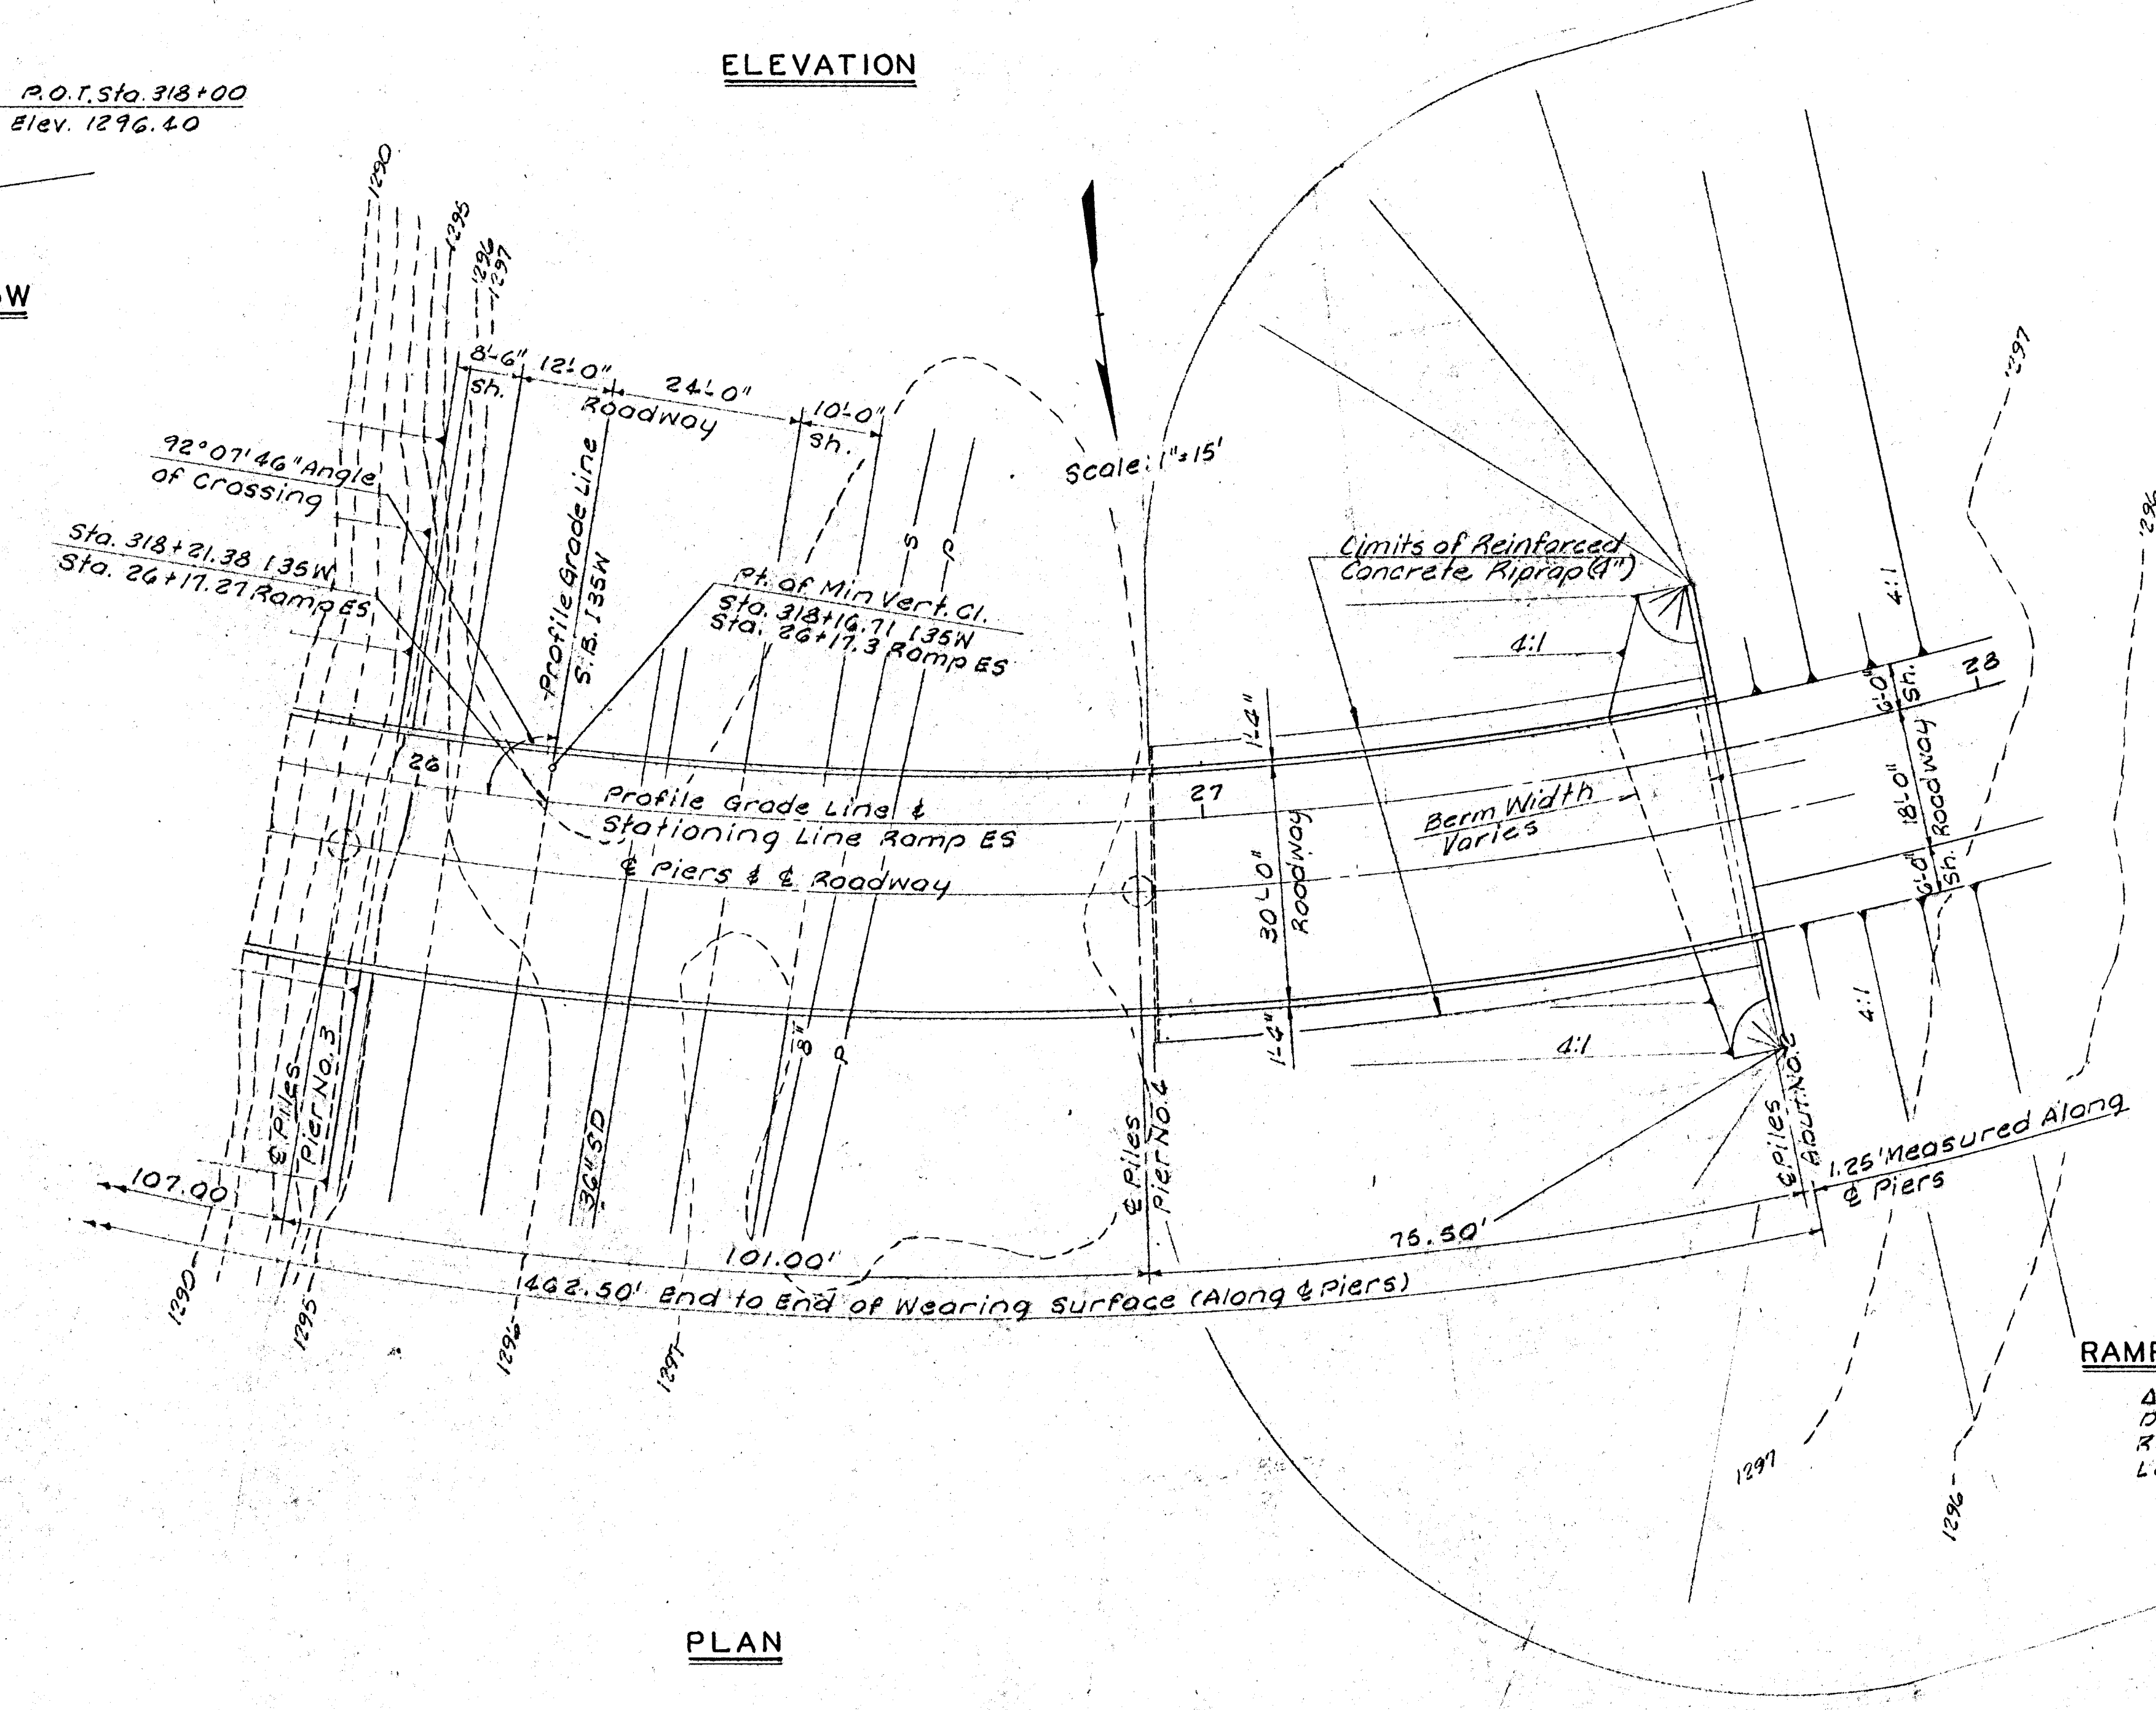 ELEVATION
P.O.T. Sta. 318+00
Elev. 1296.40
W
1290
1295
1296
1297
8'-6"
Sh.
12'-0"
24'-0"
Roadway
10'-0"
Sh.
92°07'46" Angle
of Crossing
Sta. 318+21.38 I35W
Sta. 26+17.27 Ramp ES
Profile Grade Line
S.B. I35W
Pt. of Min Vert. Cl.
Sta. 318+16.71 I35W
Sta. 26+17.3 Ramp ES
S
P
Scale: 1"=15'
Limits of Reinforced
Concrete Riprap (4")
4:1
4:1
1297
1296
6'-0"
Sh.
28
18'-0"
Roadway
6'-0"
Sh.
26
Profile Grade Line &
Stationing Line Ramp ES
℄ Piers & ℄ Roadway
27
1'-4"
30'-0"
Roadway
1'-4"
Berm Width
Varies
8"
P
4:1
4:1
℄ Piles
Pier No. 3
36" SD
℄ Piles
Pier No. 4
℄ Piles
Abut. No. 2
1.25' Measured Along
℄ Piers
107.00
101.00'
75.50'
462.50' End to End of Wearing Surface (Along ℄ Piers)
1290
1295
1296
1297
1297
1296
RAMP
Δ
D
R
L
PLAN